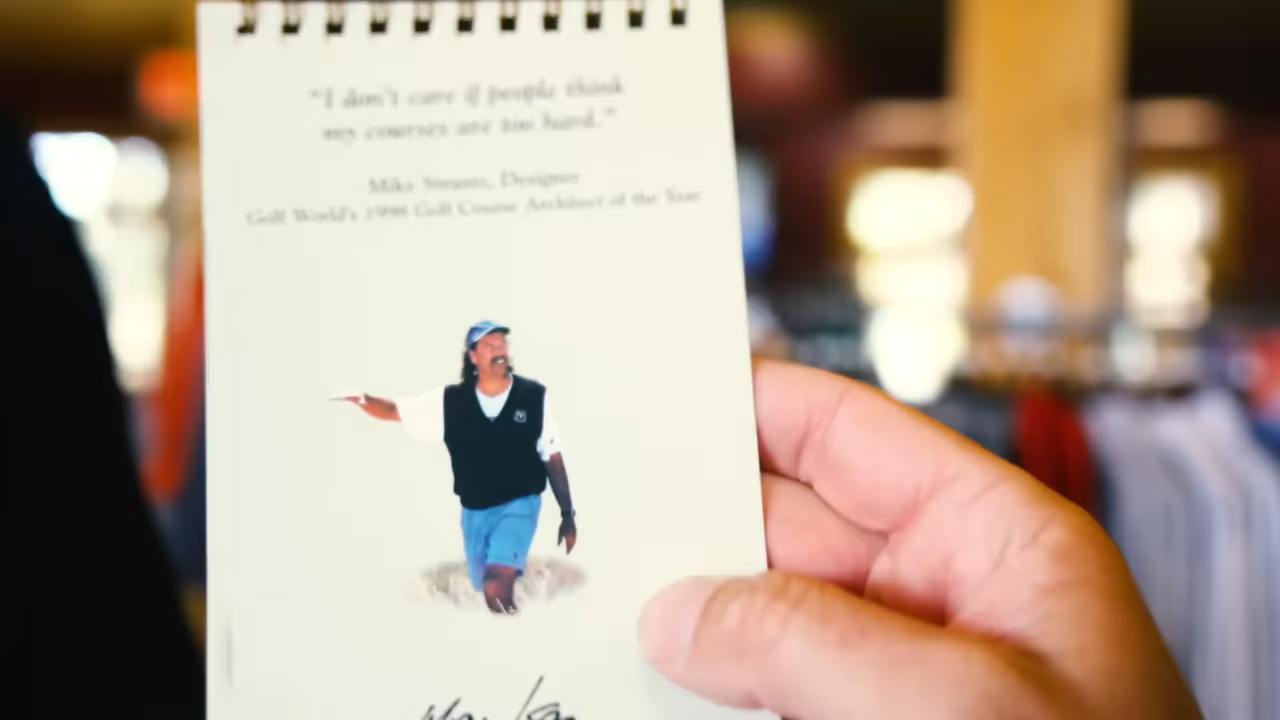 "I don't care if people think
my courses are too hard."
Mike Strantz, Designer
Golf World's 1998 Golf Course Architect of the Year